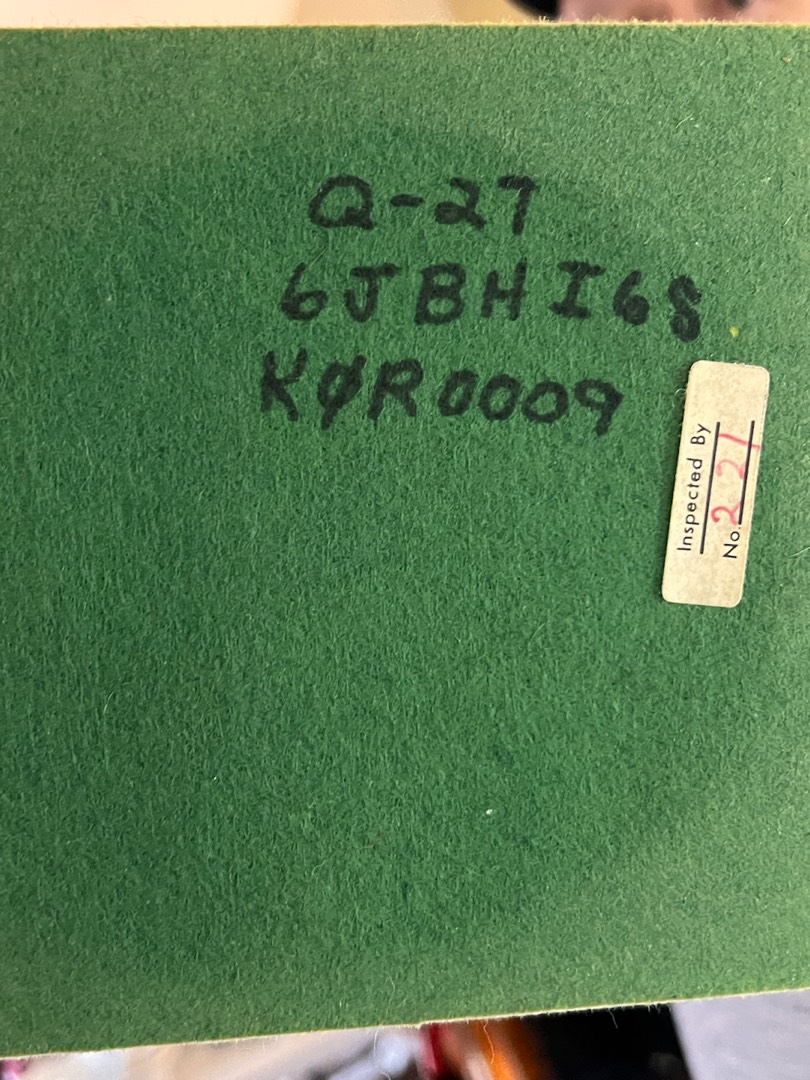 Q-27
6JBHI68
KØR0009
Inspected By
No. 221